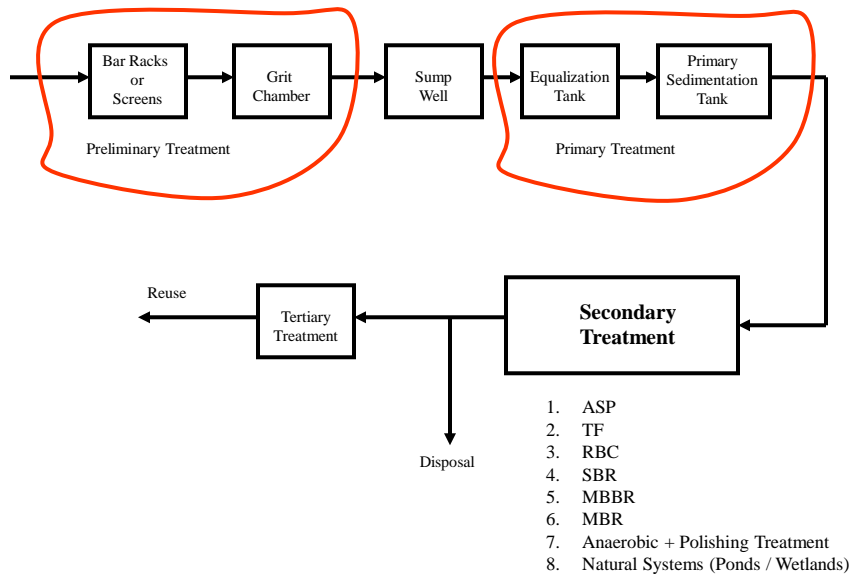 Bar Racks
or
Screens
Grit
Chamber
Sump
Well
Equalization
Tank
Primary
Sedimentation
Tank
Preliminary Treatment
Primary Treatment
Reuse
Tertiary
Treatment
Secondary
Treatment
Disposal
1. ASP
2. TF
3. RBC
4. SBR
5. MBBR
6. MBR
7. Anaerobic + Polishing Treatment
8. Natural Systems (Ponds / Wetlands)